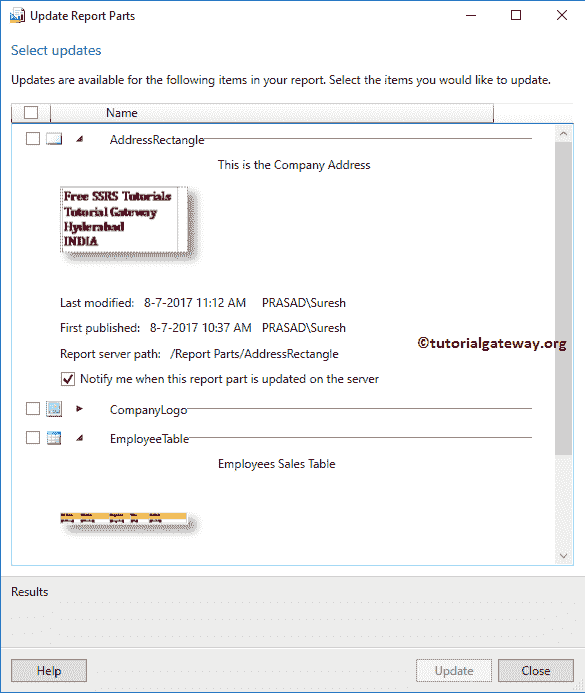 Update Report Parts
Select updates
Updates are available for the following items in your report. Select the items you would like to update.
Name
AddressRectangle
This is the Company Address
Free SSRS Tutorials
Tutorial Gateway
Hyderabad
INDIA
Last modified: 8-7-2017 11:12 AM PRASAD\Suresh
First published: 8-7-2017 10:37 AM PRASAD\Suresh
Report server path: /Report Parts/AddressRectangle
©tutorialgateway.org
Notify me when this report part is updated on the server
CompanyLogo
EmployeeTable
Employees Sales Table
Results
Help Update Close